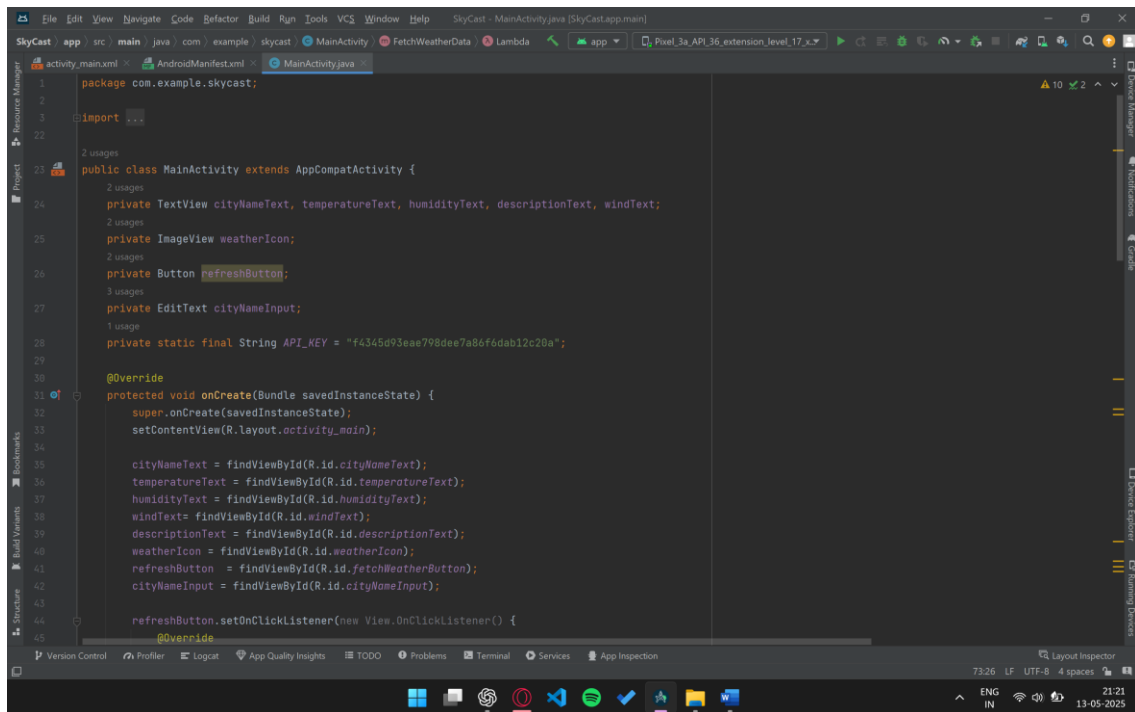 File Edit View Navigate Code Refactor Build Run Tools VCS Window Help SkyCast - MainActivity.java [SkyCast.app.main]
SkyCast app src main java com example skycast MainActivity FetchWeatherData Lambda app Pixel_3a_API_36_extension_level_17_x...
activity_main.xml AndroidManifest.xml MainActivity.java
1 package com.example.skycast; 10 2
2
3 import ...
22
2 usages
23 public class MainActivity extends AppCompatActivity {
2 usages
24 private TextView cityNameText, temperatureText, humidityText, descriptionText, windText;
2 usages
25 private ImageView weatherIcon;
2 usages
26 private Button refreshButton;
3 usages
27 private EditText cityNameInput;
1 usage
28 private static final String API_KEY = "f4345d93eae798dee7a86f6dab12c20a";
29
30 @Override
31 protected void onCreate(Bundle savedInstanceState) {
32 super.onCreate(savedInstanceState);
33 setContentView(R.layout.activity_main);
34
35 cityNameText = findViewById(R.id.cityNameText);
36 temperatureText = findViewById(R.id.temperatureText);
37 humidityText = findViewById(R.id.humidityText);
38 windText= findViewById(R.id.windText);
39 descriptionText = findViewById(R.id.descriptionText);
40 weatherIcon = findViewById(R.id.weatherIcon);
41 refreshButton = findViewById(R.id.fetchWeatherButton);
42 cityNameInput = findViewById(R.id.cityNameInput);
43
44 refreshButton.setOnClickListener(new View.OnClickListener() {
45 @Override
Resource Manager
Project
Bookmarks
Build Variants
Structure
Device Manager
Notifications
Gradle
Device Explorer
Running Devices
Version Control Profiler Logcat App Quality Insights TODO Problems Terminal Services App Inspection Layout Inspector
73:26 LF UTF-8 4 spaces
ENG
IN
21:21
13-05-2025